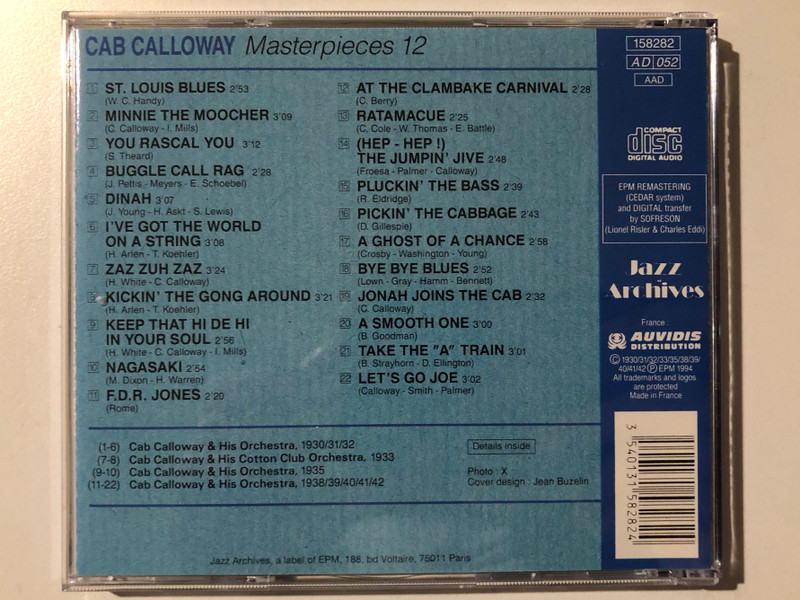 CAB CALLOWAY Masterpieces 12
1 ST. LOUIS BLUES 2'53
(W. C. Handy)
2 MINNIE THE MOOCHER 3'09
(C. Calloway - I. Mills)
3 YOU RASCAL YOU 3'12
(S. Theard)
4 BUGGLE CALL RAG 2'28
(J. Pettis - Meyers - E. Schoebel)
5 DINAH 3'07
(J. Young - H. Askt - S. Lewis)
6 I'VE GOT THE WORLD
ON A STRING 3'08
(H. Arlen - T. Koehler)
7 ZAZ ZUH ZAZ 3'24
(H. White - C. Calloway)
8 KICKIN' THE GONG AROUND 3'21
(H. Arlen - T. Koehler)
9 KEEP THAT HI DE HI
IN YOUR SOUL 2'56
(H. White - C. Calloway - I. Mills)
10 NAGASAKI 2'54
(M. Dixon - H. Warren)
11 F.D.R. JONES 2'20
(Rome)
12 AT THE CLAMBAKE CARNIVAL 2'28
(C. Berry)
13 RATAMACUE 2'25
(C. Cole - W. Thomas - E. Battle)
14 (HEP - HEP !)
THE JUMPIN' JIVE 2'48
(Froesa - Palmer - Calloway)
15 PLUCKIN' THE BASS 2'39
(R. Eldridge)
16 PICKIN' THE CABBAGE 2'43
(D. Gillespie)
17 A GHOST OF A CHANCE 2'58
(Crosby - Washington - Young)
18 BYE BYE BLUES 2'52
(Lown - Gray - Hamm - Bennett)
19 JONAH JOINS THE CAB 2'32
(C. Calloway)
20 A SMOOTH ONE 3'00
(B. Goodman)
21 TAKE THE "A" TRAIN 3'01
(B. Strayhorn - D. Ellington)
22 LET'S GO JOE 3'02
(Calloway - Smith - Palmer)
(1-6) Cab Calloway & His Orchestra, 1930/31/32
(7-8) Cab Calloway & His Cotton Club Orchestra, 1933
(9-10) Cab Calloway & His Orchestra, 1935
(11-22) Cab Calloway & His Orchestra, 1938/39/40/41/42
Details inside
Photo : X
Cover design : Jean Buzelin
Jazz Archives, a label of EPM, 188, bd Voltaire, 75011 Paris
158282
AD 052
AAD
COMPACT
disc
DIGITAL AUDIO
EPM REMASTERING
(CEDAR system)
and DIGITAL transfer
by SOFRESON
(Lionel Risler & Charles Eddi)
Jazz
Archives
France :
AUVIDIS
DISTRIBUTION
© 1930/31/32/33/35/38/39/
40/41/42 ℗ EPM 1994
All trademarks and logos
are protected
Made in France
3 540131 582824